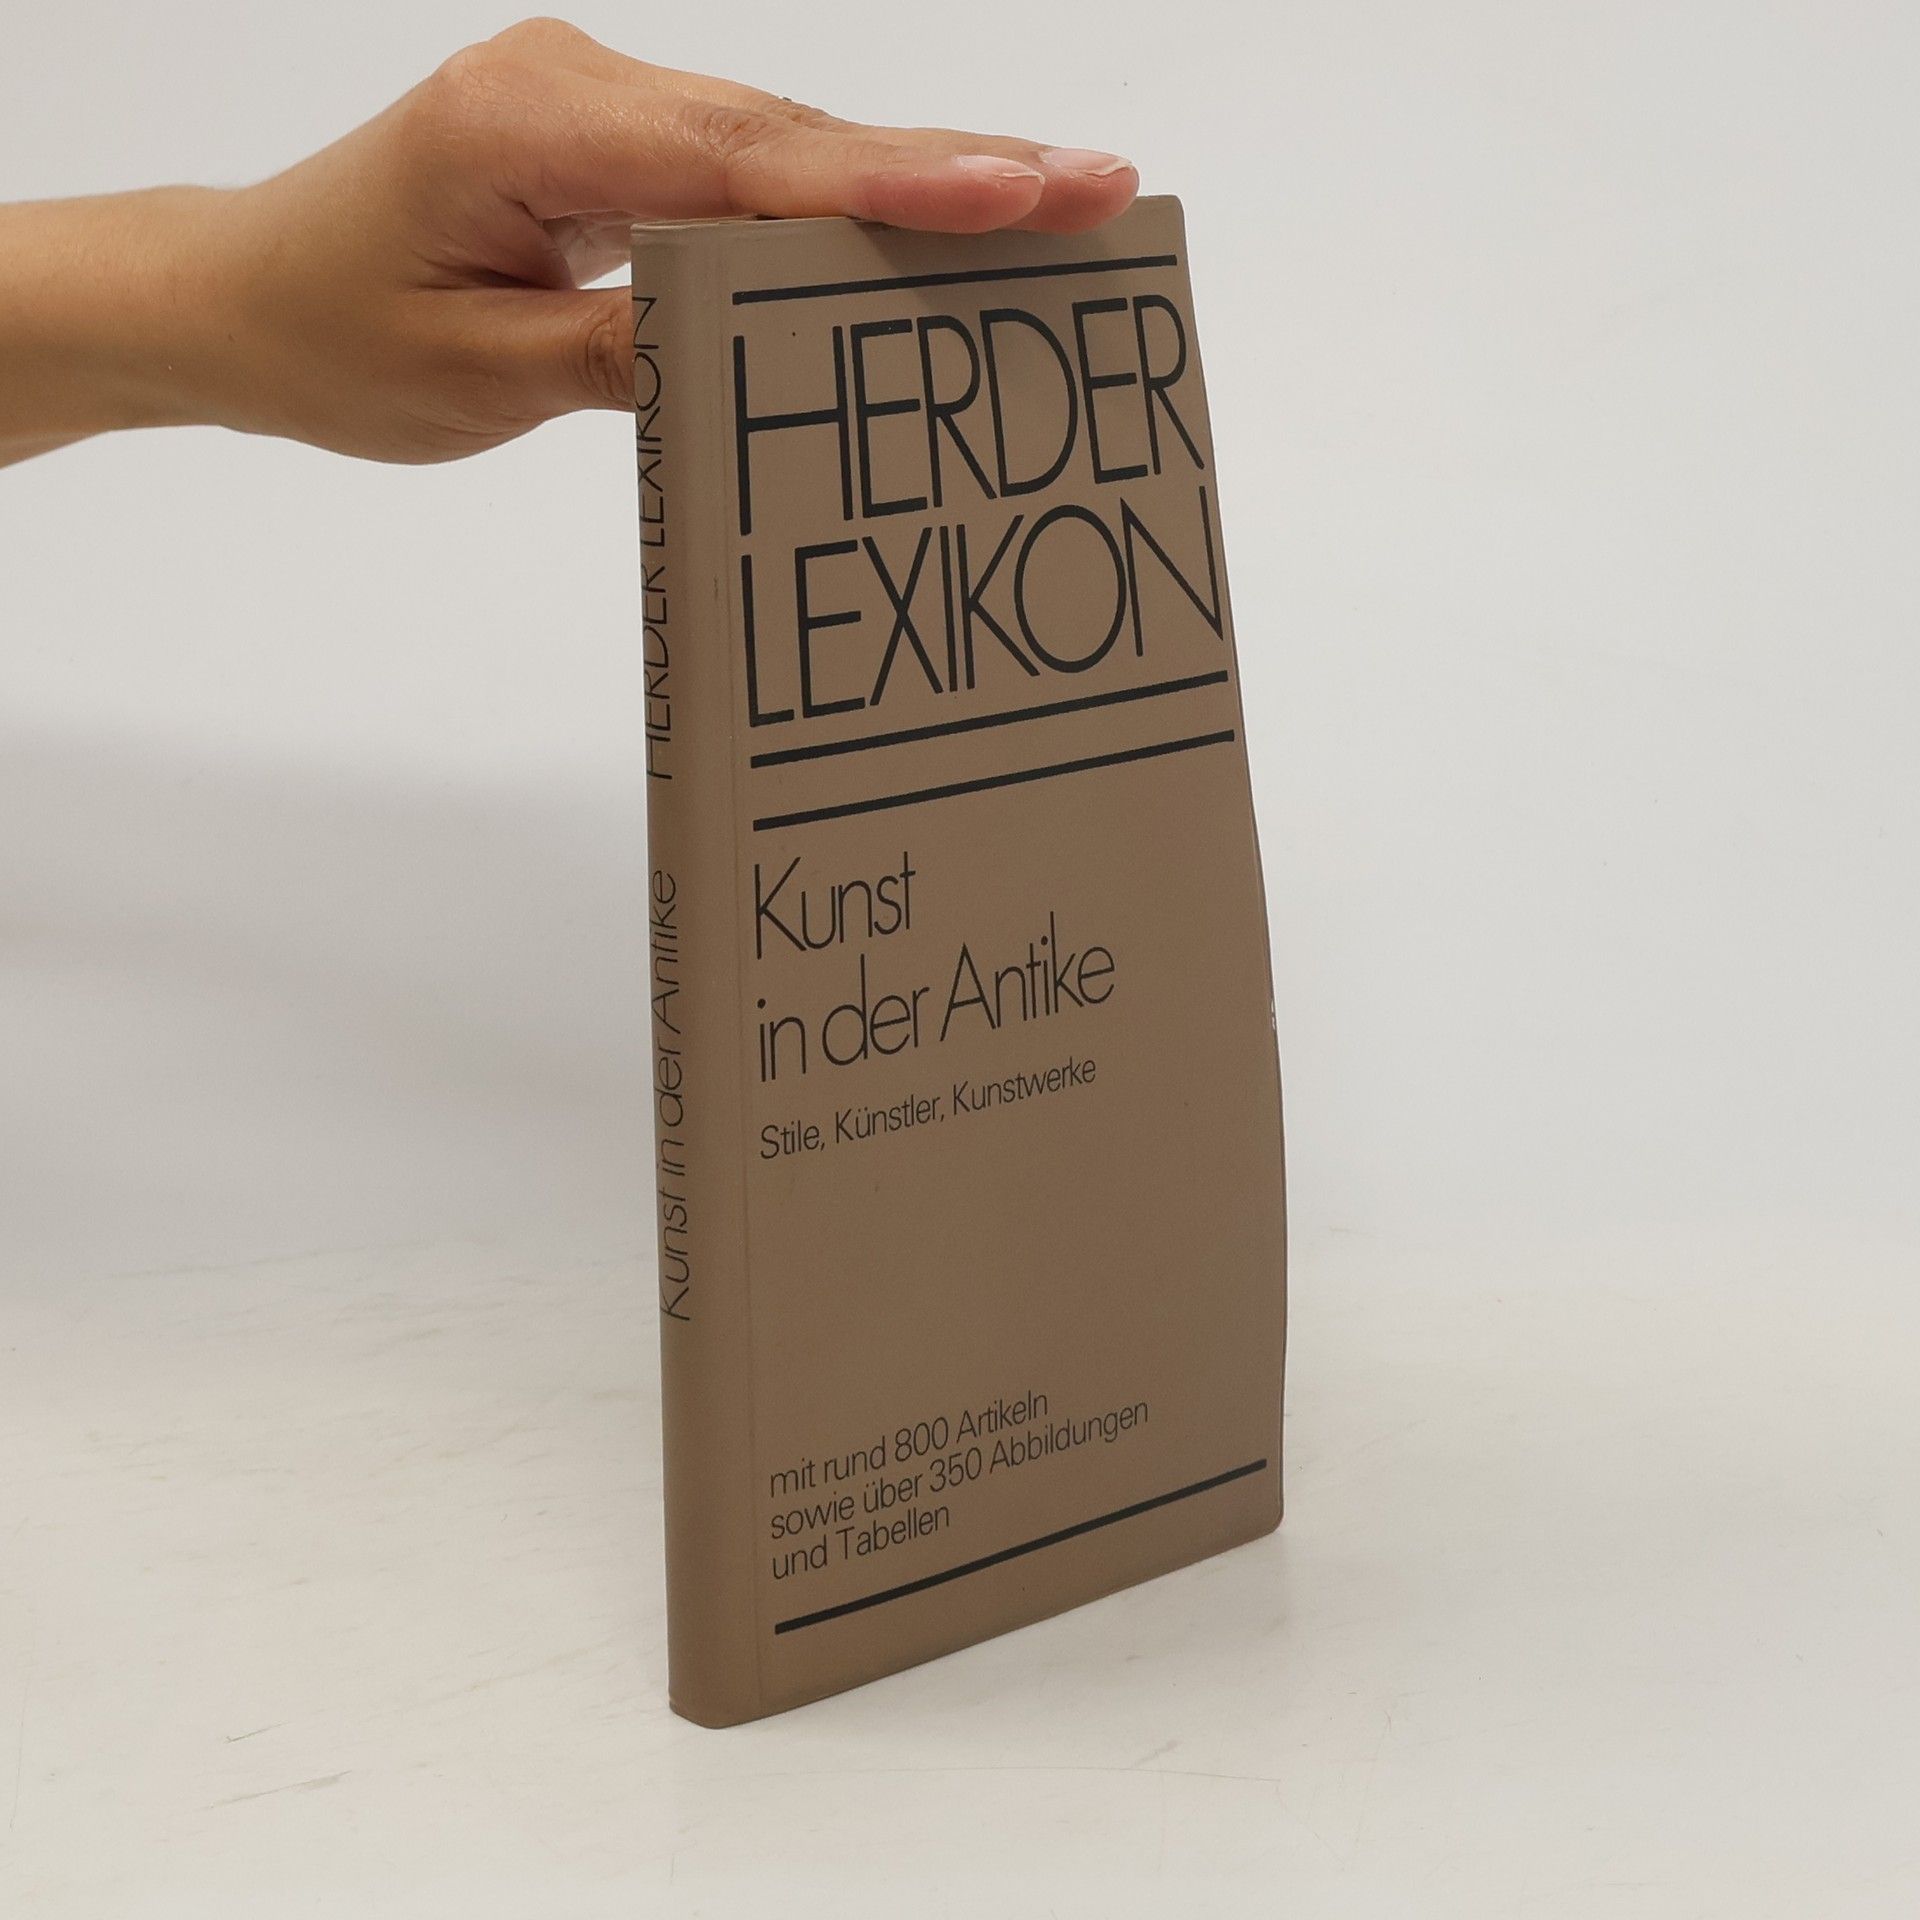 HERDER
LEXIKON
Kunst
in der Antike
Stile, Künstler, Kunstwerke
mit rund 800 Artikeln
sowie über 350 Abbildungen
und Tabellen
Kunst in der Antike HERDER LEXIKON